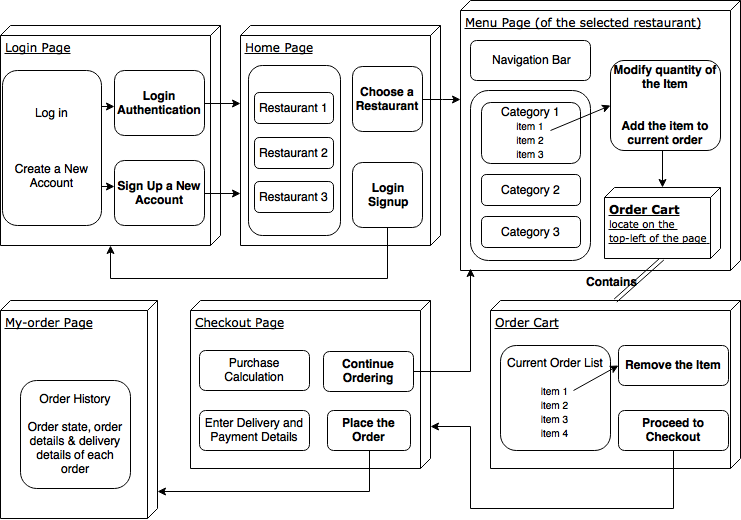 Login Page
Log in
Create a New
Account
Login
Authentication
Sign Up a New
Account
Home Page
Restaurant 1
Restaurant 2
Restaurant 3
Choose a
Restaurant
Login
Signup
Menu Page (of the selected restaurant)
Navigation Bar
Category 1
item 1
item 2
item 3
Category 2
Category 3
Modify quantity of
the Item
Add the item to
current order
Order Cart
locate on the
top-left of the page
Contains
My-order Page
Order History
Order state, order
details & delivery
details of each
order
Checkout Page
Purchase
Calculation
Continue
Ordering
Enter Delivery and
Payment Details
Place the
Order
Order Cart
Current Order List
item 1
item 2
item 3
item 4
Remove the Item
Proceed to
Checkout